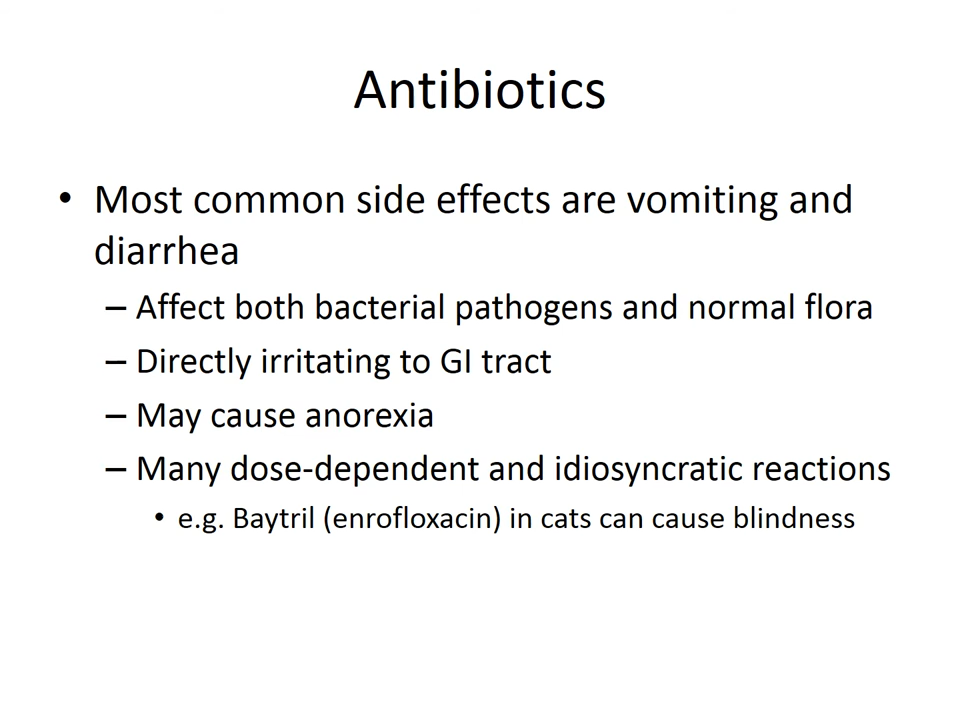 Antibiotics
• Most common side effects are vomiting and
diarrhea
– Affect both bacterial pathogens and normal flora
– Directly irritating to GI tract
– May cause anorexia
– Many dose-dependent and idiosyncratic reactions
• e.g. Baytril (enrofloxacin) in cats can cause blindness